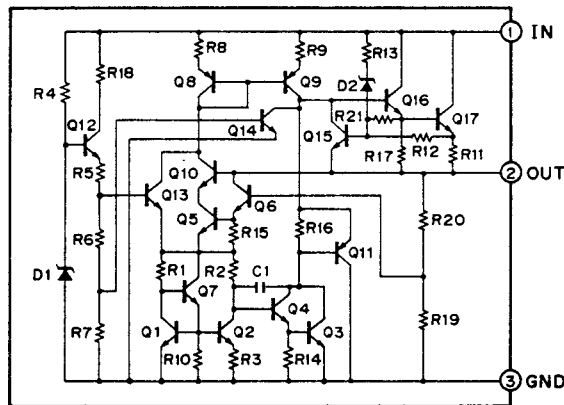 1 IN
R8 R9 R13
R4 R18
Q8 Q9 D2 Q16
Q12 Q14 R21 Q17
Q15
R5 R17 R12 R11
Q10
2 OUT
Q13 Q6
R6 Q5 R20
R15 R16 Q11
R1 R2 C1
D1 Q7
Q4
R7 Q1 Q2 Q3 R19
R10 R3 R14
3 GND